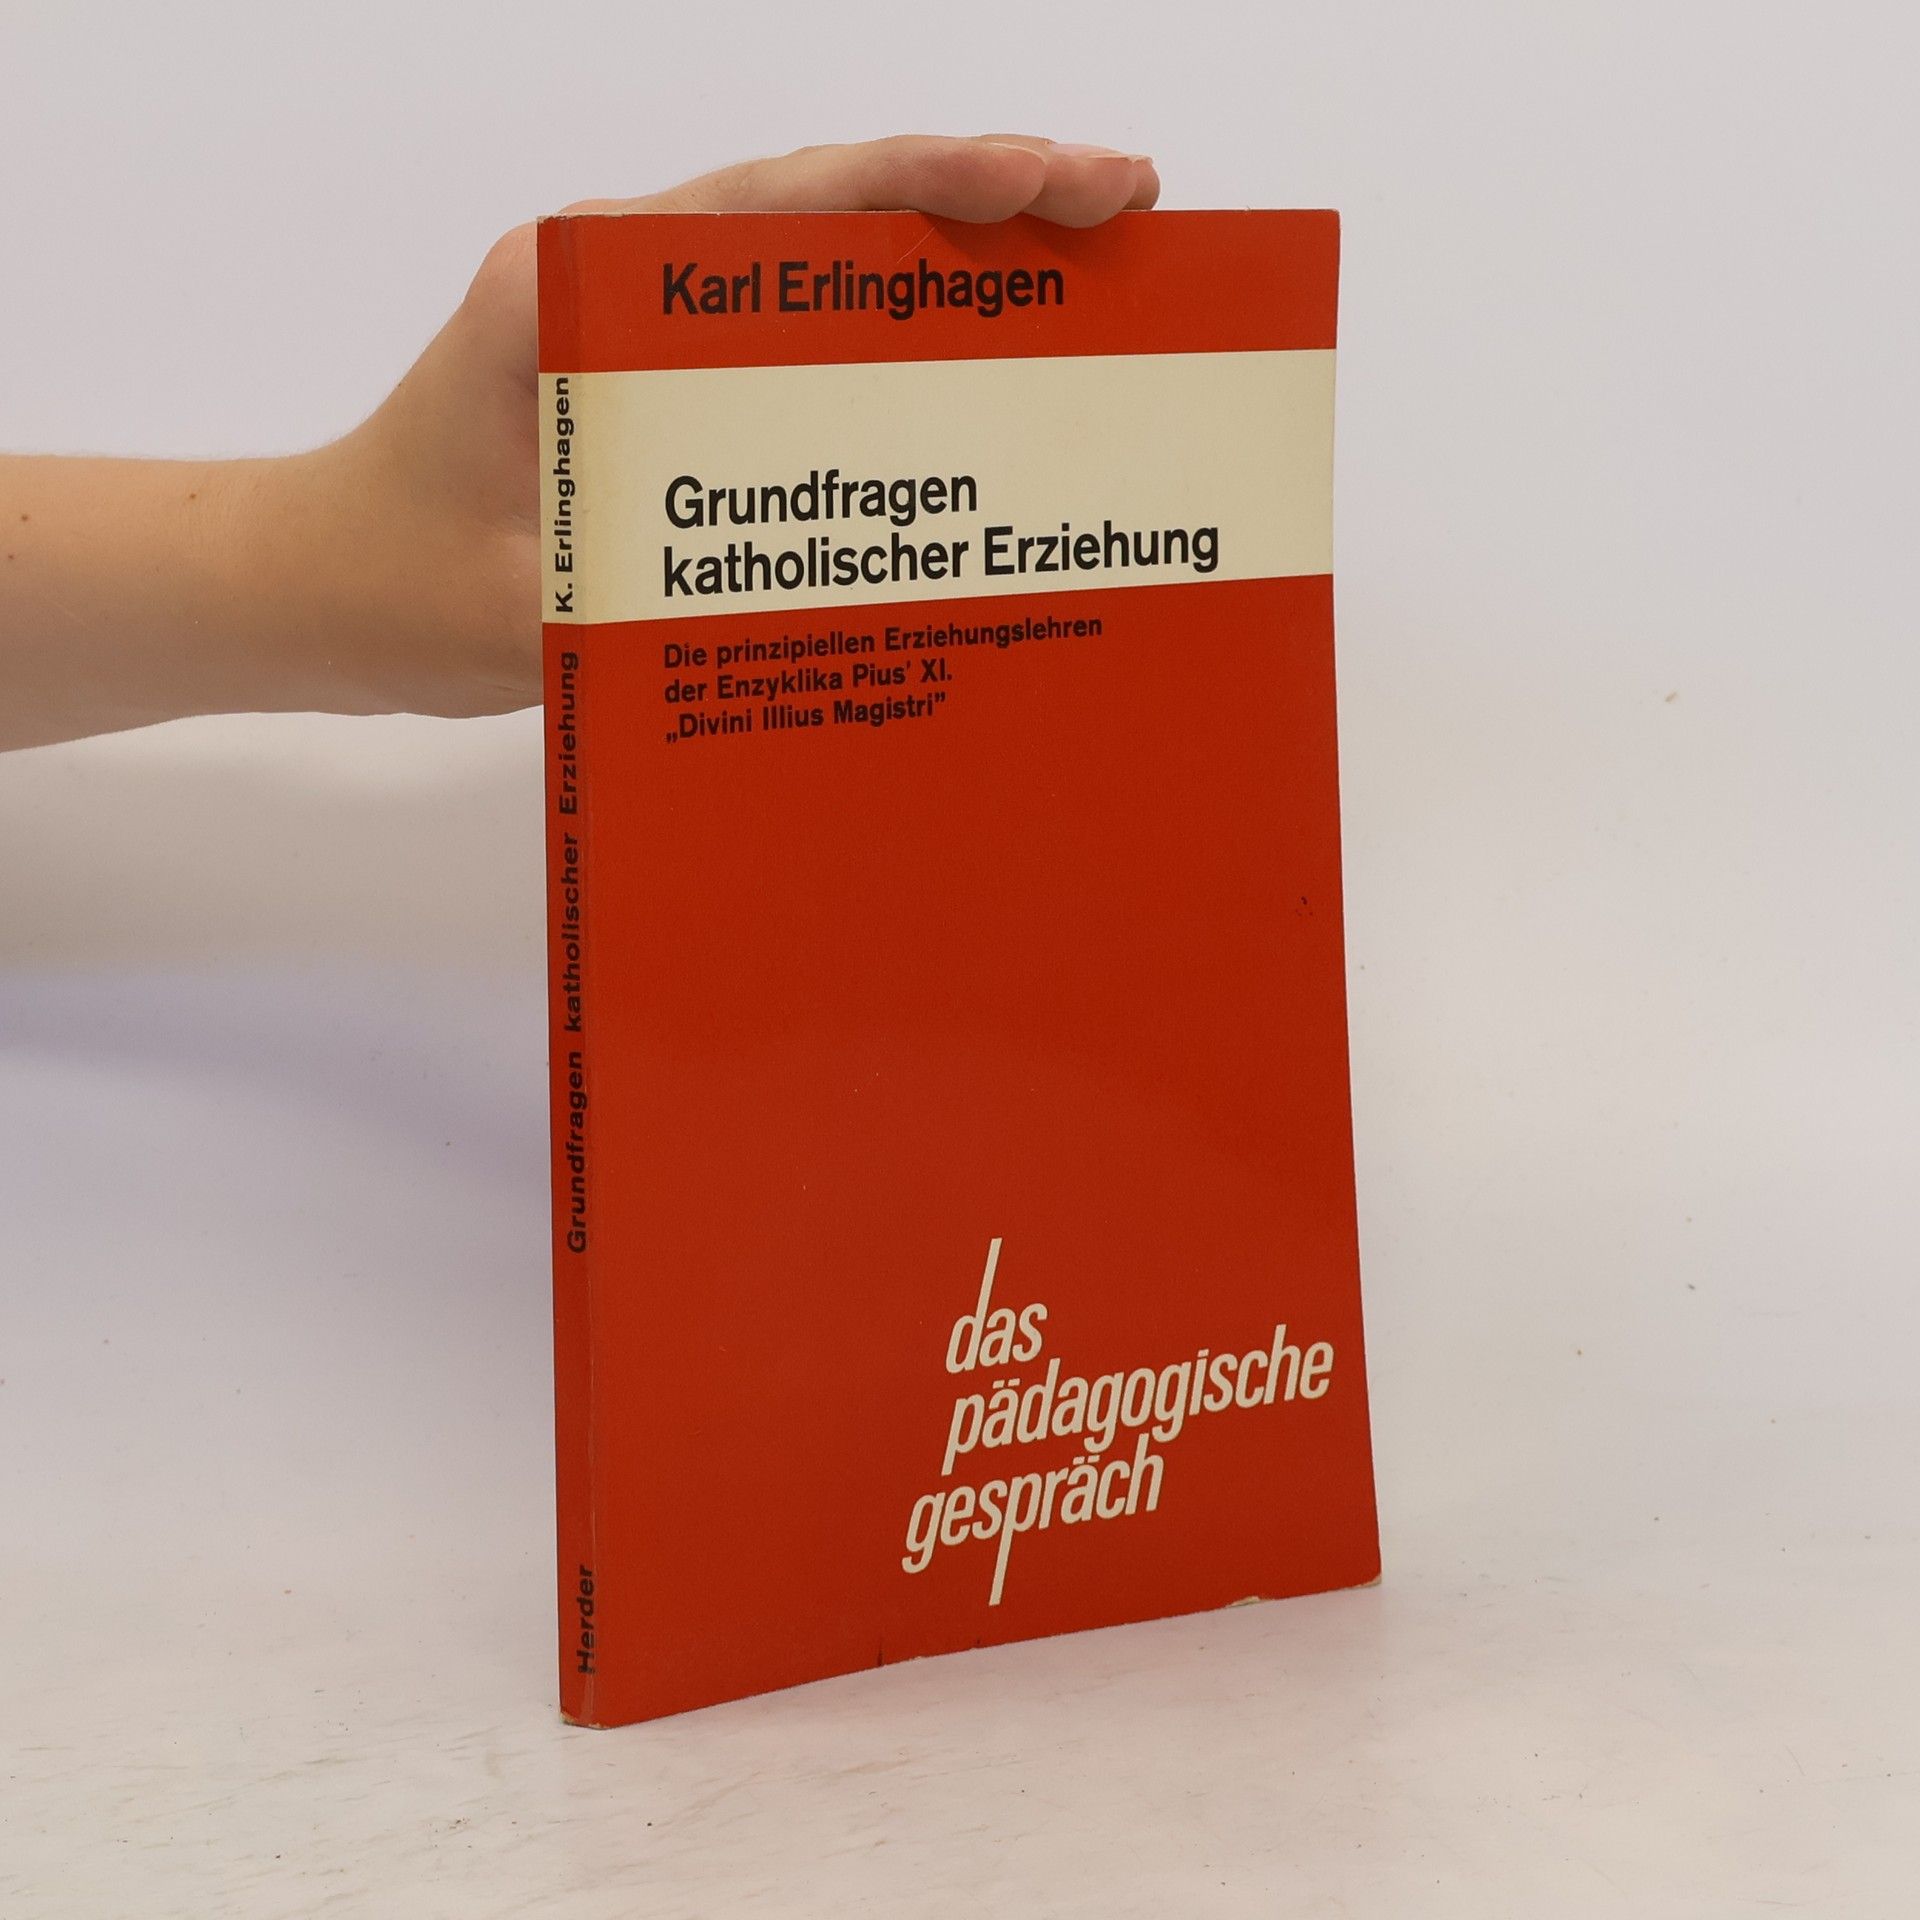 Karl Erlinghagen
Grundfragen
katholischer Erziehung
Die prinzipiellen Erziehungslehren
der Enzyklika Pius' XI.
„Divini Illius Magistri”
das
pädagogische
gespräch
K. Erlinghagen
Grundfragen katholischer Erziehung
Herder